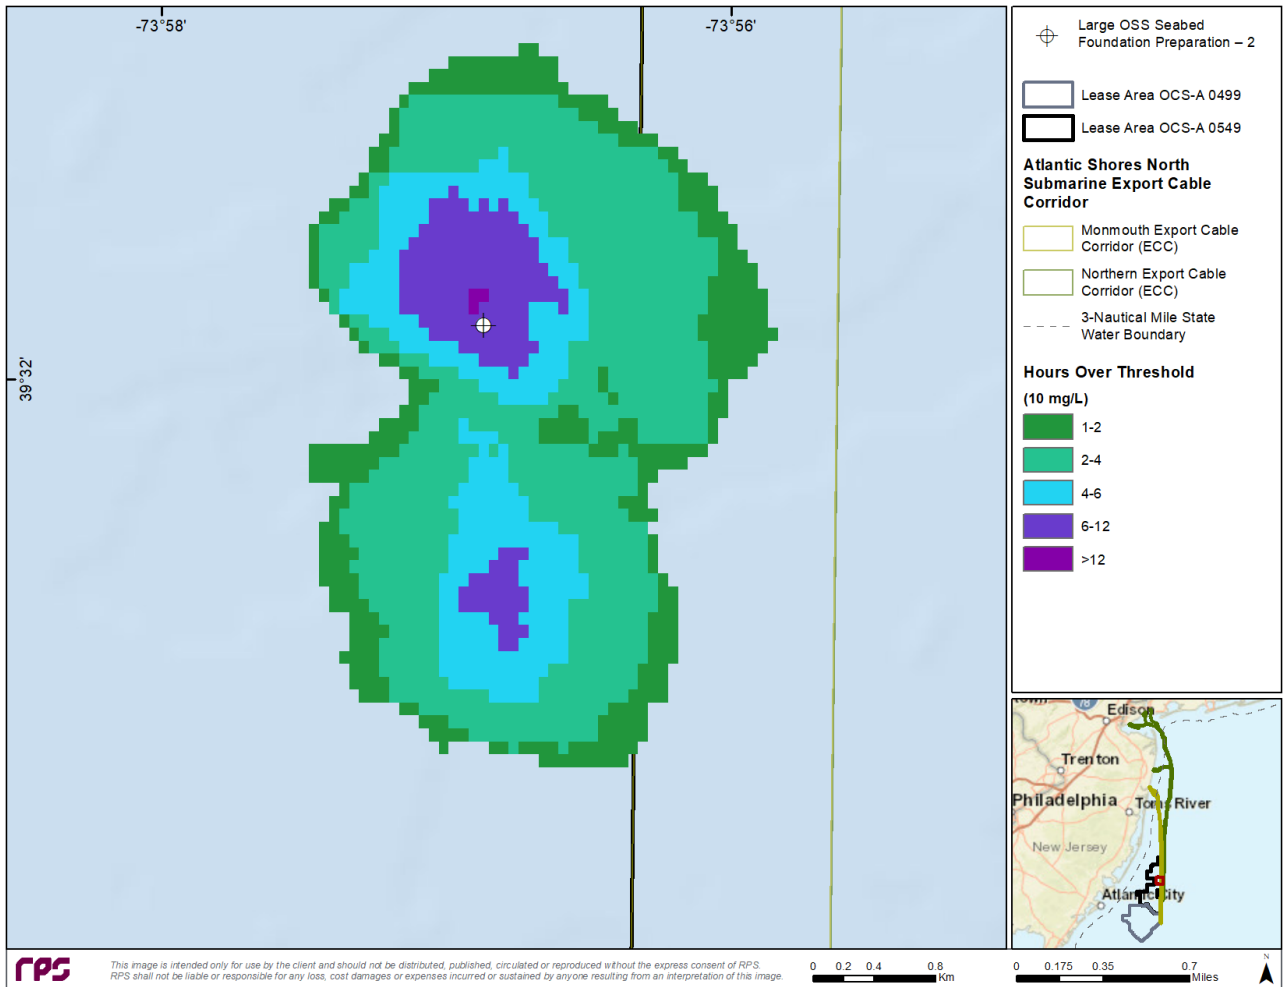 -73°58'
-73°56'
39°32'
Large OSS Seabed
Foundation Preparation – 2
Lease Area OCS-A 0499
Lease Area OCS-A 0549
Atlantic Shores North
Submarine Export Cable
Corridor
Monmouth Export Cable
Corridor (ECC)
Northern Export Cable
Corridor (ECC)
3-Nautical Mile State
Water Boundary
Hours Over Threshold
(10 mg/L)
1-2
2-4
4-6
6-12
>12
78
Edison
Trenton
Philadelphia
Toms River
New Jersey
Atlantic City
rps
This image is intended only for use by the client and should not be distributed, published, circulated or reproduced without the express consent of RPS.
RPS shall not be liable or responsible for any loss, cost damages or expenses incurred or sustained by anyone resulting from an interpretation of this image.
0 0.2 0.4 0.8
Km
0 0.175 0.35 0.7
Miles
N